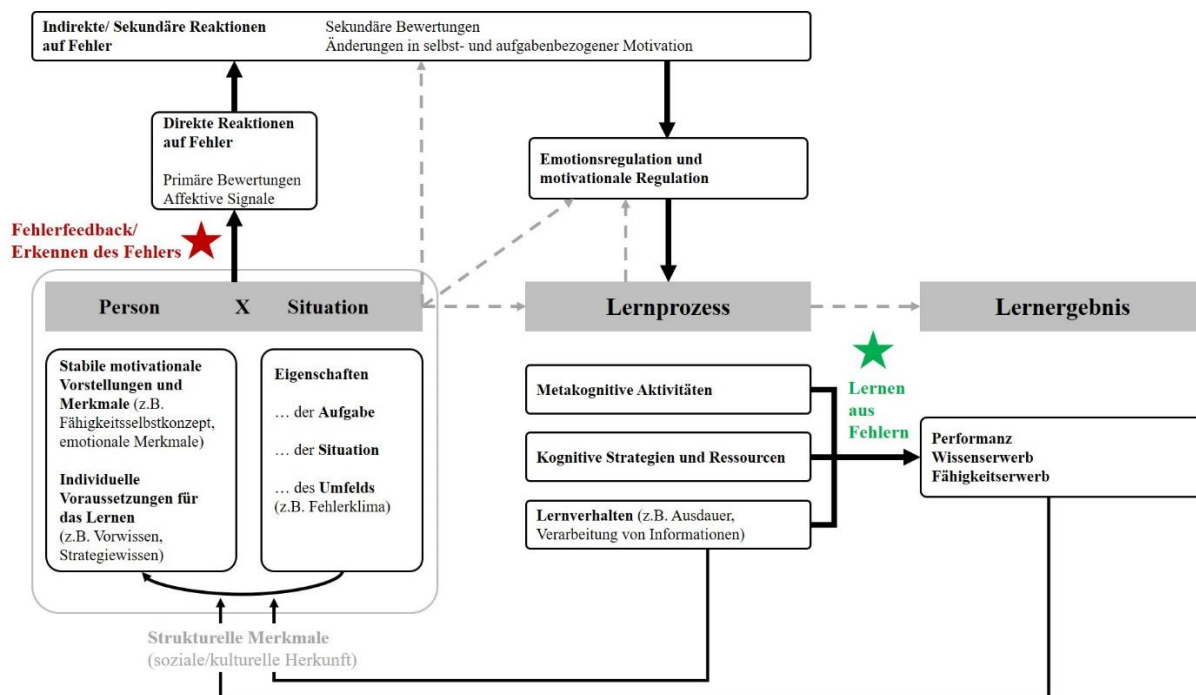 Indirekte/ Sekundäre Reaktionen
auf Fehler
Sekundäre Bewertungen
Änderungen in selbst- und aufgabenbezogener Motivation
Direkte Reaktionen
auf Fehler
Primäre Bewertungen
Affektive Signale
Emotionsregulation und
motivationale Regulation
Fehlerfeedback/
Erkennen des Fehlers
Person X Situation
Lernprozess
Lernergebnis
Stabile motivationale
Vorstellungen und
Merkmale (z.B.
Fähigkeitsselbstkonzept,
emotionale Merkmale)
Individuelle
Voraussetzungen für
das Lernen
(z.B. Vorwissen,
Strategiewissen)
Eigenschaften
… der Aufgabe
… der Situation
… des Umfelds
(z.B. Fehlerklima)
Metakognitive Aktivitäten
Kognitive Strategien und Ressourcen
Lernverhalten (z.B. Ausdauer,
Verarbeitung von Informationen)
Lernen
aus
Fehlern
Performanz
Wissenserwerb
Fähigkeitserwerb
Strukturelle Merkmale
(soziale/kulturelle Herkunft)